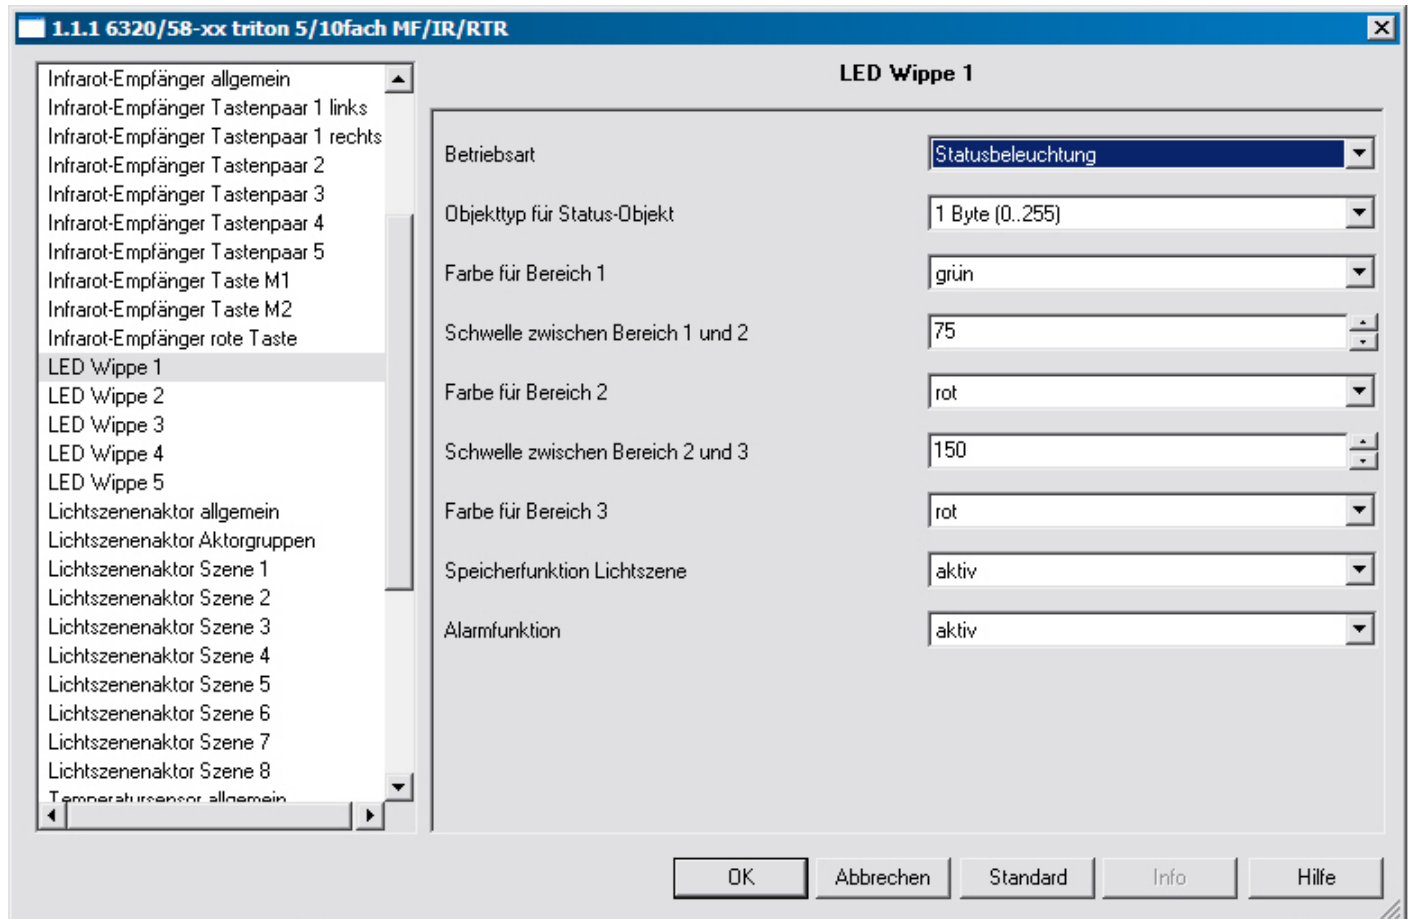 1.1.1 6320/58-xx triton 5/10fach MF/IR/RTR
Infrarot-Empfänger allgemein
Infrarot-Empfänger Tastenpaar 1 links
Infrarot-Empfänger Tastenpaar 1 rechts
Infrarot-Empfänger Tastenpaar 2
Infrarot-Empfänger Tastenpaar 3
Infrarot-Empfänger Tastenpaar 4
Infrarot-Empfänger Tastenpaar 5
Infrarot-Empfänger Taste M1
Infrarot-Empfänger Taste M2
Infrarot-Empfänger rote Taste
LED Wippe 1
LED Wippe 2
LED Wippe 3
LED Wippe 4
LED Wippe 5
Lichtszenenaktor allgemein
Lichtszenenaktor Aktorgruppen
Lichtszenenaktor Szene 1
Lichtszenenaktor Szene 2
Lichtszenenaktor Szene 3
Lichtszenenaktor Szene 4
Lichtszenenaktor Szene 5
Lichtszenenaktor Szene 6
Lichtszenenaktor Szene 7
Lichtszenenaktor Szene 8
Temperatursensor allgemein
LED Wippe 1
Betriebsart Statusbeleuchtung
Objekttyp für Status-Objekt 1 Byte (0..255)
Farbe für Bereich 1 grün
Schwelle zwischen Bereich 1 und 2 75
Farbe für Bereich 2 rot
Schwelle zwischen Bereich 2 und 3 150
Farbe für Bereich 3 rot
Speicherfunktion Lichtszene aktiv
Alarmfunktion aktiv
OK Abbrechen Standard Info Hilfe